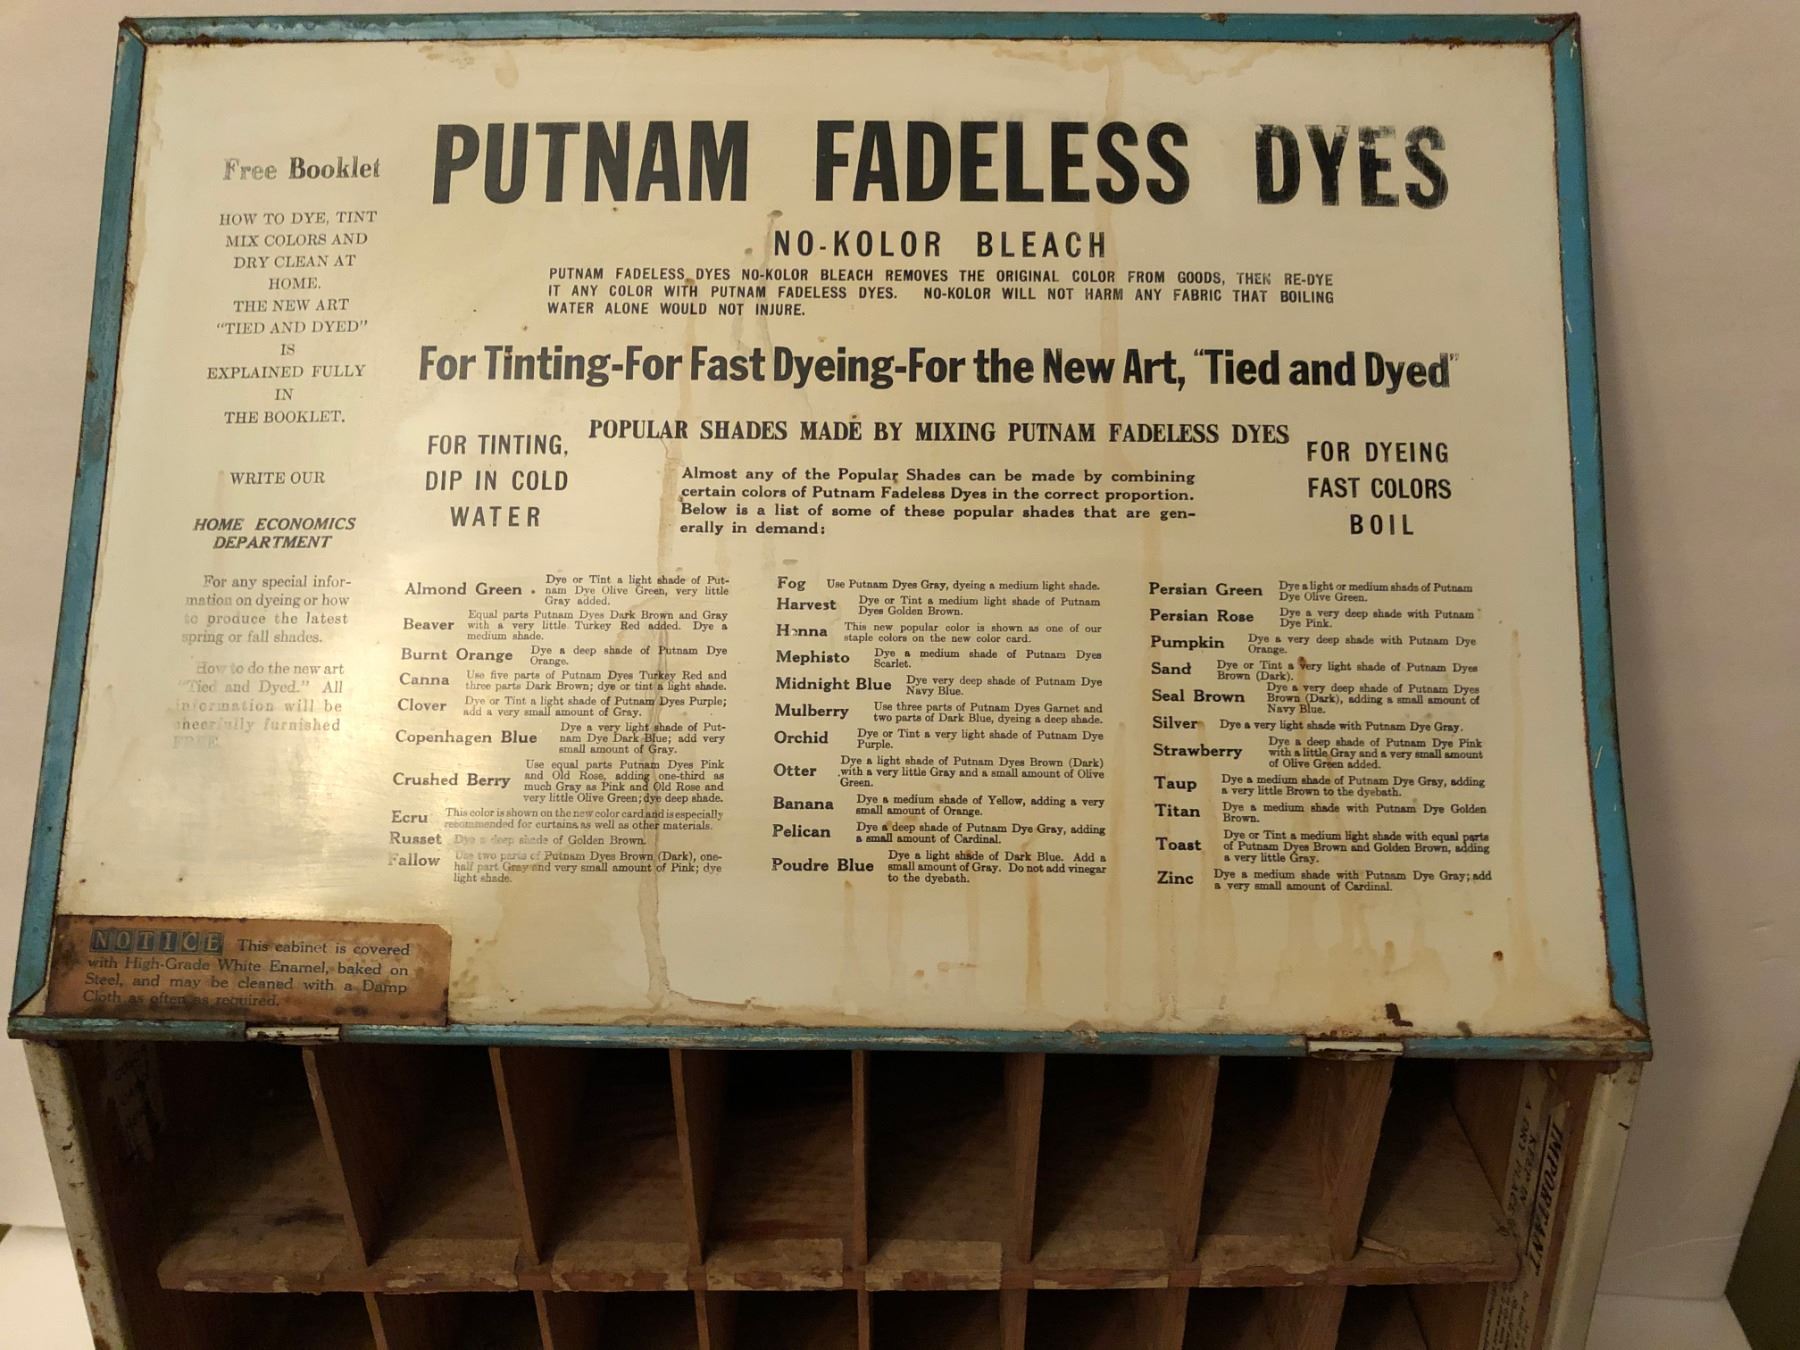 Free Booklet
HOW TO DYE, TINT
MIX COLORS AND
DRY CLEAN AT
HOME.
THE NEW ART
"TIED AND DYED"
IS
EXPLAINED FULLY
IN
THE BOOKLET.
WRITE OUR
HOME ECONOMICS
DEPARTMENT
For any special infor-
mation on dyeing or how
to produce the latest
spring or fall shades.
How to do the new art
"Tied and Dyed." All
information will be
cheerfully furnished
FREE
PUTNAM FADELESS DYES
NO-KOLOR BLEACH
PUTNAM FADELESS DYES NO-KOLOR BLEACH REMOVES THE ORIGINAL COLOR FROM GOODS, THEN RE-DYE
IT ANY COLOR WITH PUTNAM FADELESS DYES. NO-KOLOR WILL NOT HARM ANY FABRIC THAT BOILING
WATER ALONE WOULD NOT INJURE.
For Tinting-For Fast Dyeing-For the New Art, "Tied and Dyed"
FOR TINTING,
DIP IN COLD
WATER
POPULAR SHADES MADE BY MIXING PUTNAM FADELESS DYES
Almost any of the Popular Shades can be made by combining
certain colors of Putnam Fadeless Dyes in the correct proportion.
Below is a list of some of these popular shades that are gen-
erally in demand:
FOR DYEING
FAST COLORS
BOIL
Almond Green Dye or Tint a light shade of Put-
nam Dye Olive Green, very little
Gray added.
Beaver Equal parts Putnam Dyes Dark Brown and Gray
with a very little Turkey Red added. Dye a
medium shade.
Burnt Orange Dye a deep shade of Putnam Dye
Orange.
Canna Use five parts of Putnam Dyes Turkey Red and
three parts Dark Brown; dye or tint a light shade.
Clover Dye or Tint a light shade of Putnam Dyes Purple;
add a very small amount of Gray.
Copenhagen Blue Dye a very light shade of Put-
nam Dye Dark Blue; add very
small amount of Gray.
Crushed Berry Use equal parts Putnam Dyes Pink
and Old Rose, adding one-third as
much Gray as Pink and Old Rose and
very little Olive Green; dye deep shade.
Ecru This color is shown on the new color card and is especially
recommended for curtains as well as other materials.
Russet Dye a deep shade of Golden Brown.
Fallow Use two parts of Putnam Dyes Brown (Dark), one-
half part Gray and very small amount of Pink; dye
light shade.
Fog Use Putnam Dyes Gray, dyeing a medium light shade.
Harvest Dye or Tint a medium light shade of Putnam
Dyes Golden Brown.
Henna This new popular color is shown as one of our
staple colors on the new color card.
Mephisto Dye a medium shade of Putnam Dyes
Scarlet.
Midnight Blue Dye very deep shade of Putnam Dye
Navy Blue.
Mulberry Use three parts of Putnam Dyes Garnet and
two parts of Dark Blue, dyeing a deep shade.
Orchid Dye or Tint a very light shade of Putnam Dye
Purple.
Otter Dye a light shade of Putnam Dyes Brown (Dark)
with a very little Gray and a small amount of Olive
Green.
Banana Dye a medium shade of Yellow, adding a very
small amount of Orange.
Pelican Dye a deep shade of Putnam Dye Gray, adding
a small amount of Cardinal.
Poudre Blue Dye a light shade of Dark Blue. Add a
small amount of Gray. Do not add vinegar
to the dyebath.
Persian Green Dye a light or medium shade of Putnam
Dye Olive Green.
Persian Rose Dye a very deep shade with Putnam
Dye Pink.
Pumpkin Dye a very deep shade with Putnam Dye
Orange.
Sand Dye or Tint a very light shade of Putnam Dyes
Brown (Dark).
Seal Brown Dye a very deep shade of Putnam Dyes
Brown (Dark), adding a small amount of
Navy Blue.
Silver Dye a very light shade with Putnam Dye Gray.
Strawberry Dye a deep shade of Putnam Dye Pink
with a little Gray and a very small amount
of Olive Green added.
Taup Dye a medium shade of Putnam Dye Gray, adding
a very little Brown to the dyebath.
Titan Dye a medium shade with Putnam Dye Golden
Brown.
Toast Dye or Tint a medium shade with equal parts
of Putnam Dyes Brown and Golden Brown, adding
a very little Gray.
Zinc Dye a medium shade with Putnam Dye Gray; add
a very small amount of Cardinal.
NOTICE This cabinet is covered
with High-Grade White Enamel, baked on
Steel, and may be cleaned with a Damp
Cloth as often as required.
IMPORTANT
KEEP IN
A DRY PLACE